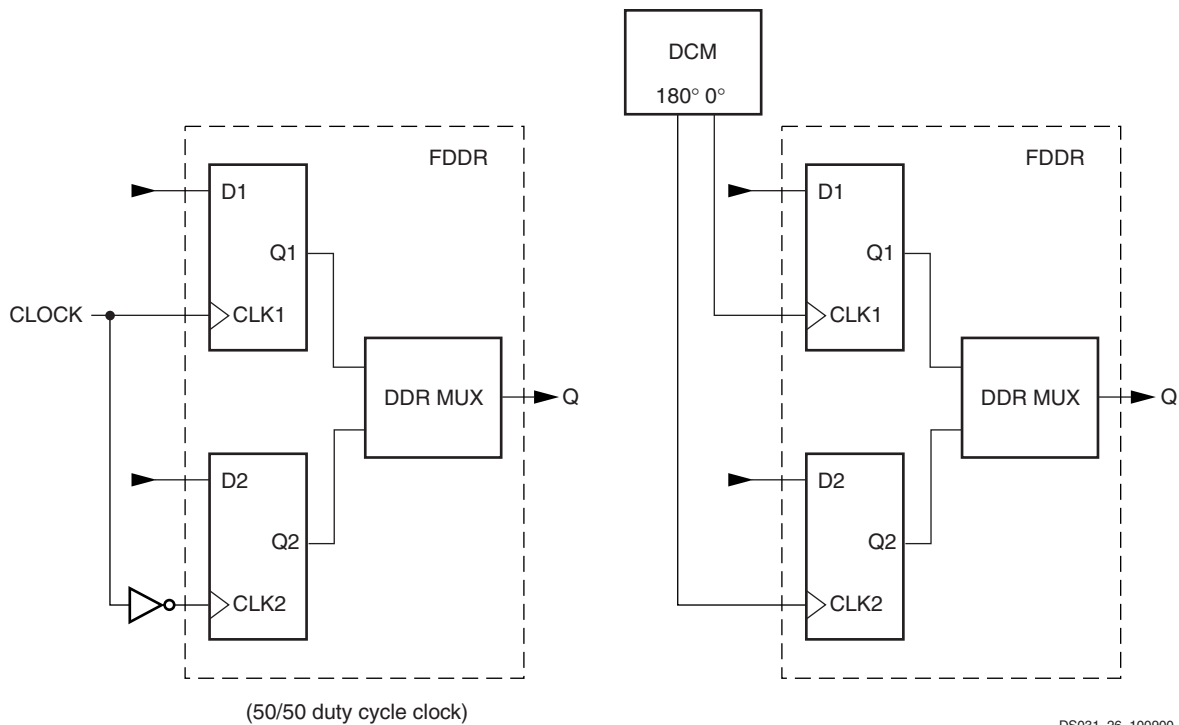 DCM
180° 0°
FDDR
D1
Q1
CLOCK
CLK1
DDR MUX
Q
D2
Q2
CLK2
(50/50 duty cycle clock)
FDDR
D1
Q1
CLK1
DDR MUX
Q
D2
Q2
CLK2
DS031_26_100900